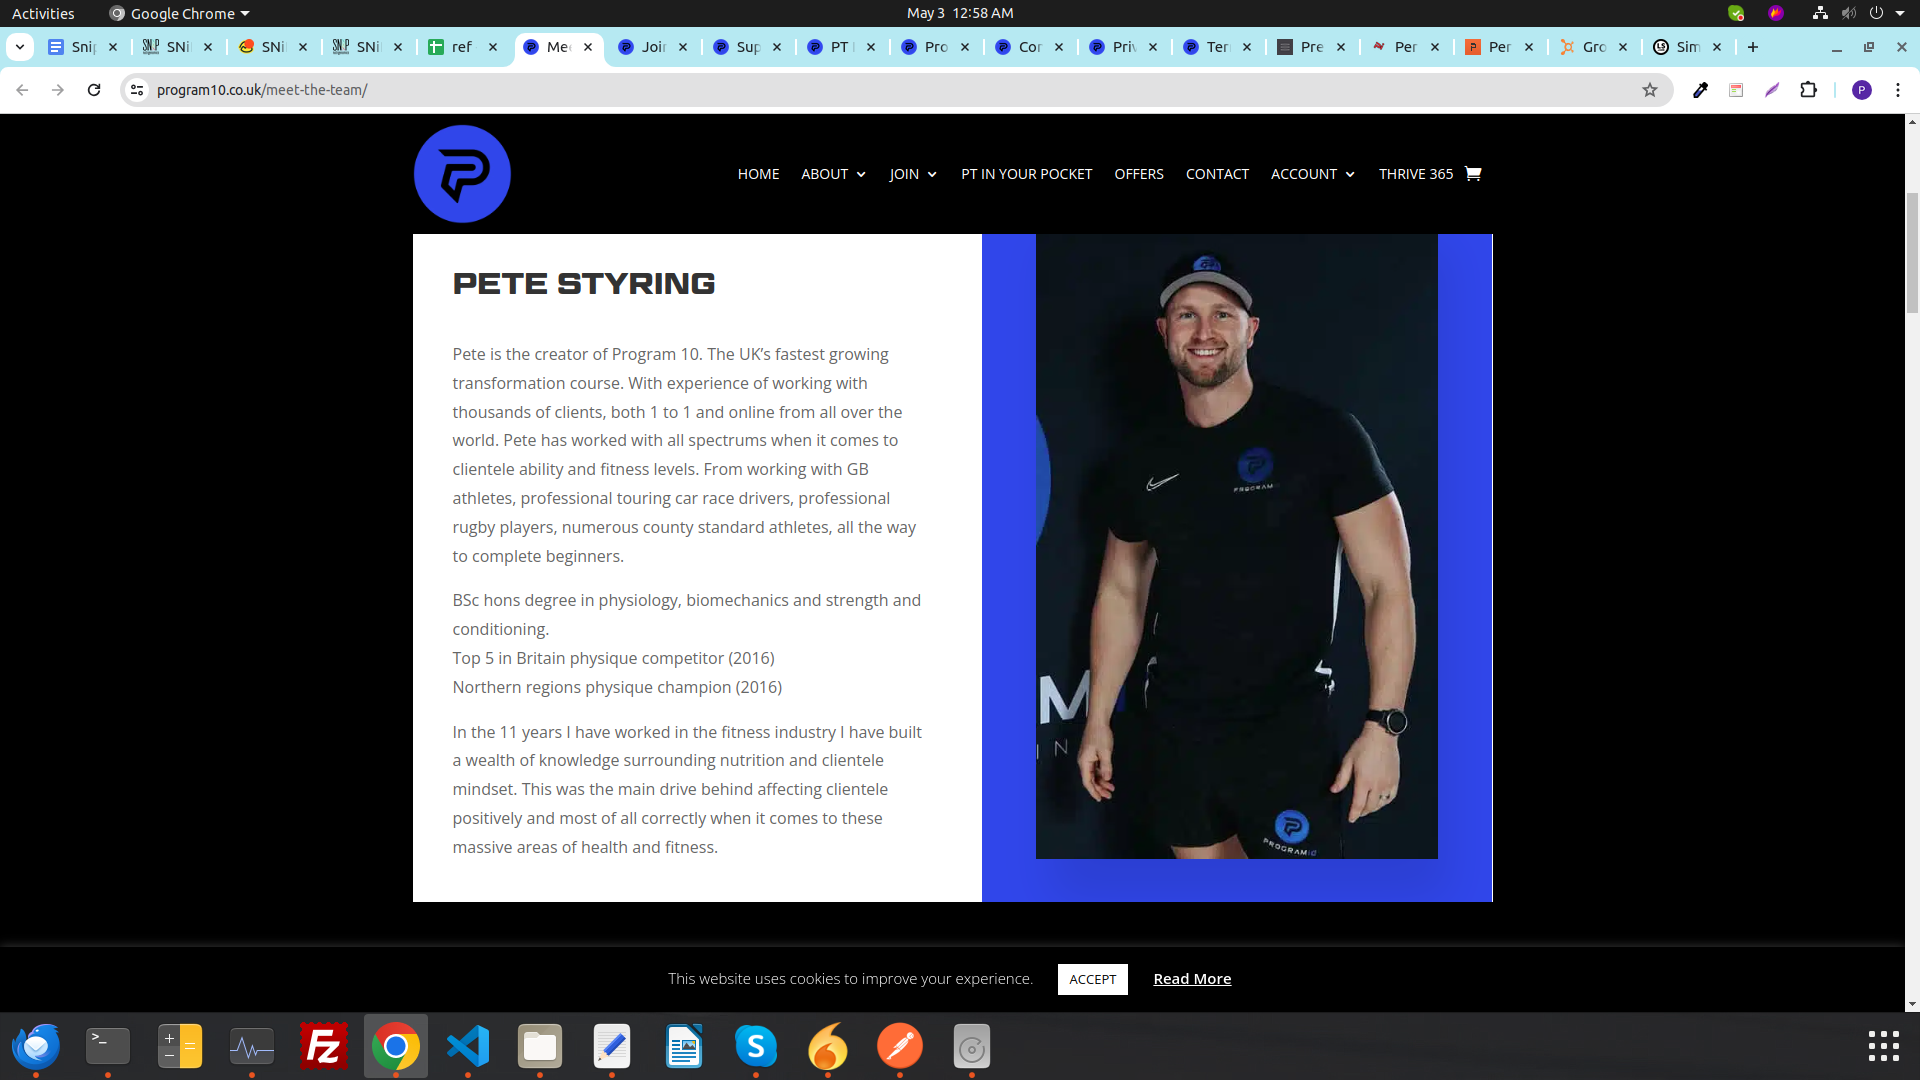 Activities
Google Chrome
May 3 12:58 AM
Snip
SNi
SNi
SNi
ref
Mee
Join
Sup
PT
Pro
Con
Priv
Ter
Pre
Per
Per
Gro
Sim
program10.co.uk/meet-the-team/
P
HOME
ABOUT
JOIN
PT IN YOUR POCKET
OFFERS
CONTACT
ACCOUNT
THRIVE 365
PETE STYRING
Pete is the creator of Program 10. The UK’s fastest growing
transformation course. With experience of working with
thousands of clients, both 1 to 1 and online from all over the
world. Pete has worked with all spectrums when it comes to
clientele ability and fitness levels. From working with GB
athletes, professional touring car race drivers, professional
rugby players, numerous county standard athletes, all the way
to complete beginners.
BSc hons degree in physiology, biomechanics and strength and
conditioning.
Top 5 in Britain physique competitor (2016)
Northern regions physique champion (2016)
In the 11 years I have worked in the fitness industry I have built
a wealth of knowledge surrounding nutrition and clientele
mindset. This was the main drive behind affecting clientele
positively and most of all correctly when it comes to these
massive areas of health and fitness.
PROGRAM
PROGRAM10
This website uses cookies to improve your experience.
ACCEPT
Read More